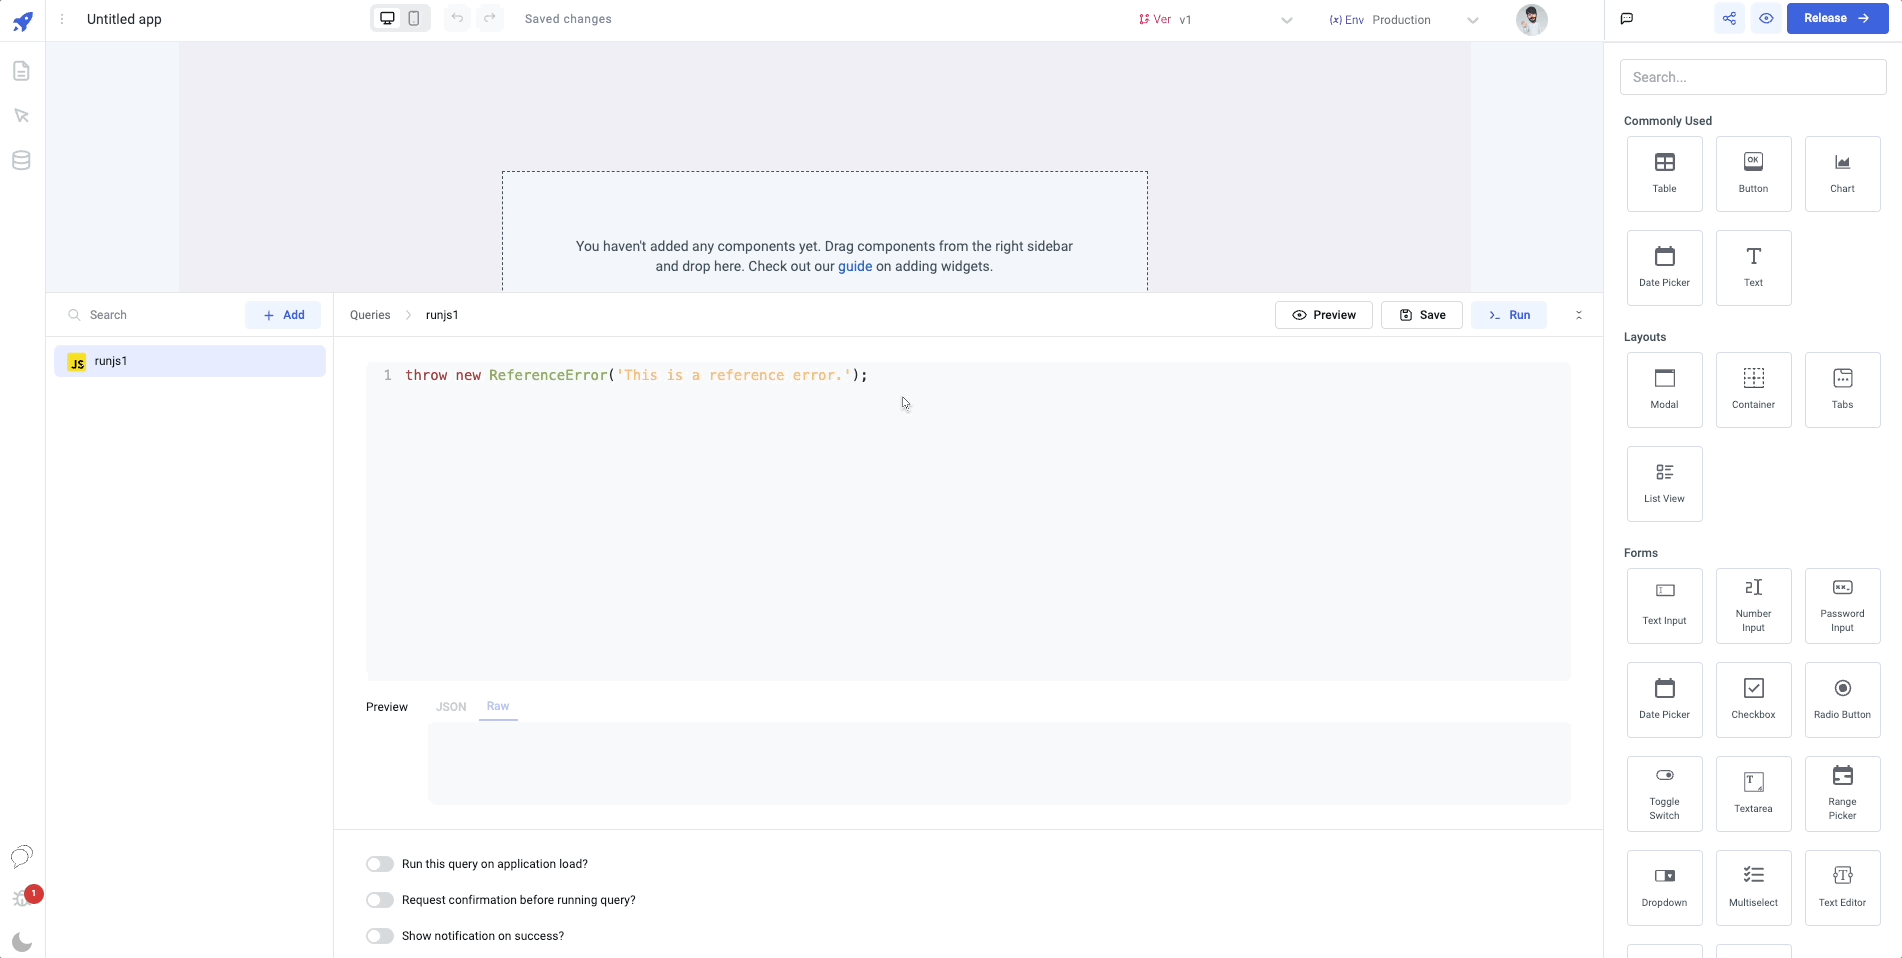 Untitled app
Saved changes
Ver v1
(x) Env Production
Release
Search...
Commonly Used
Table
OK
Button
Chart
Date Picker
T
Text
You haven't added any components yet. Drag components from the right sidebar
and drop here. Check out our guide on adding widgets.
Search
+ Add
Queries > runjs1
Preview
Save
Run
JS runjs1
1 throw new ReferenceError('This is a reference error.');
Layouts
Modal
Container
Tabs
List View
Forms
Text Input
Number
Input
Password
Input
Date Picker
Checkbox
Radio Button
Toggle
Switch
Textarea
Range
Picker
Dropdown
Multiselect
Text Editor
Preview
JSON
Raw
Run this query on application load?
Request confirmation before running query?
Show notification on success?
1